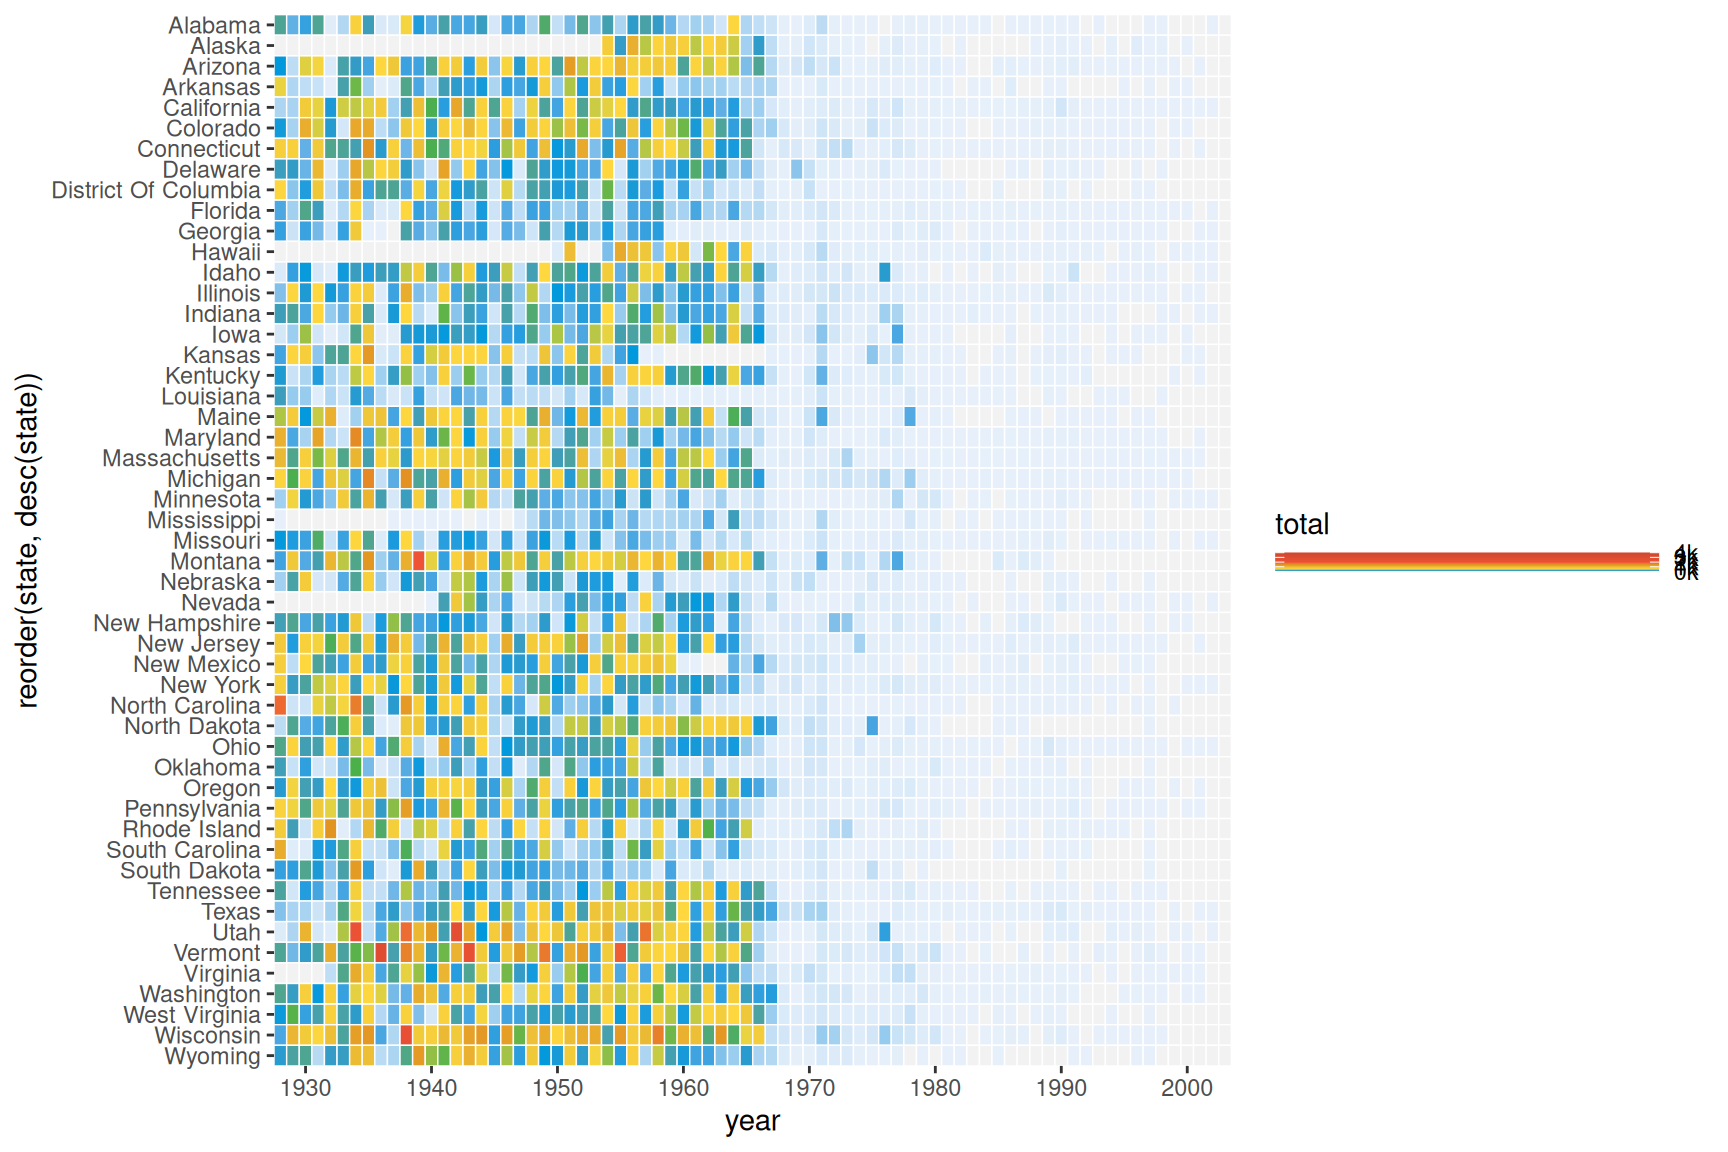 Alabama
Alaska
Arizona
Arkansas
California
Colorado
Connecticut
Delaware
District Of Columbia
Florida
Georgia
Hawaii
Idaho
Illinois
Indiana
Iowa
Kansas
Kentucky
Louisiana
Maine
Maryland
Massachusetts
Michigan
Minnesota
Mississippi
Missouri
Montana
Nebraska
Nevada
New Hampshire
New Jersey
New Mexico
New York
North Carolina
North Dakota
Ohio
Oklahoma
Oregon
Pennsylvania
Rhode Island
South Carolina
South Dakota
Tennessee
Texas
Utah
Vermont
Virginia
Washington
West Virginia
Wisconsin
Wyoming
reorder(state, desc(state))
1930 1940 1950 1960 1970 1980 1990 2000
year
total
4k
0k